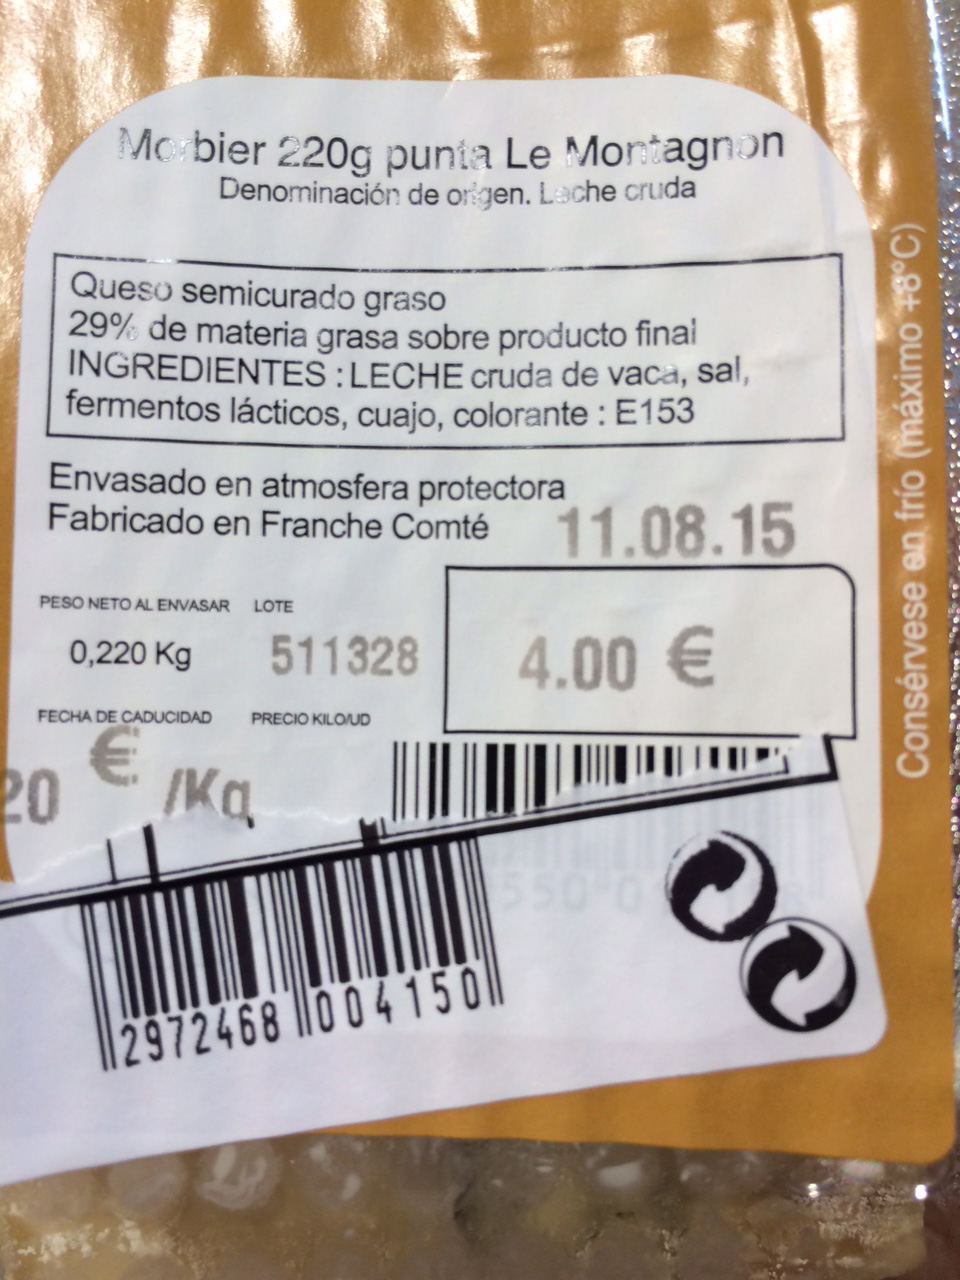 Morbier 220g punta Le Montagnon
Denominación de origen. Leche cruda
Queso semicurado graso
29% de materia grasa sobre producto final
INGREDIENTES : LECHE cruda de vaca, sal,
fermentos lácticos, cuajo, colorante : E153
Envasado en atmosfera protectora
Fabricado en Franche Comté
11.08.15
PESO NETO AL ENVASAR LOTE
0,220 Kg 511328 4.00 €
FECHA DE CADUCIDAD PRECIO KILO/UD
20 € /Kg
2972468 004150
Consérvese en frío (máximo +8°C)